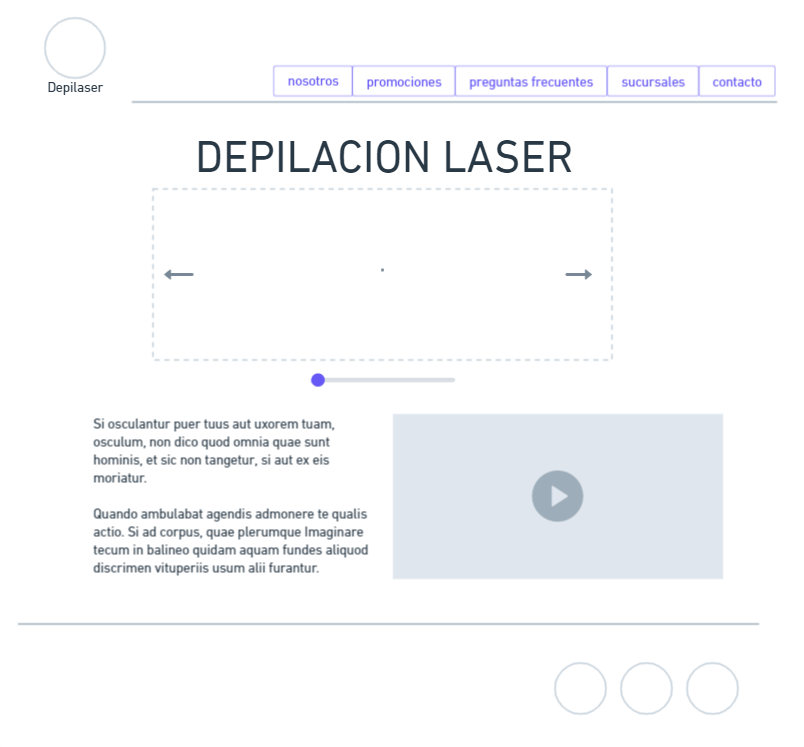 Depilaser
nosotros
promociones
preguntas frecuentes
sucursales
contacto
DEPILACION LASER
Si osculantur puer tuus aut uxorem tuam,
osculum, non dico quod omnia quae sunt
hominis, et sic non tangetur, si aut ex eis
moriatur.
Quando ambulabat agendis admonere te qualis
actio. Si ad corpus, quae plerumque Imaginare
tecum in balineo quidam aquam fundes aliquod
discrimen vituperiis usum alii furantur.